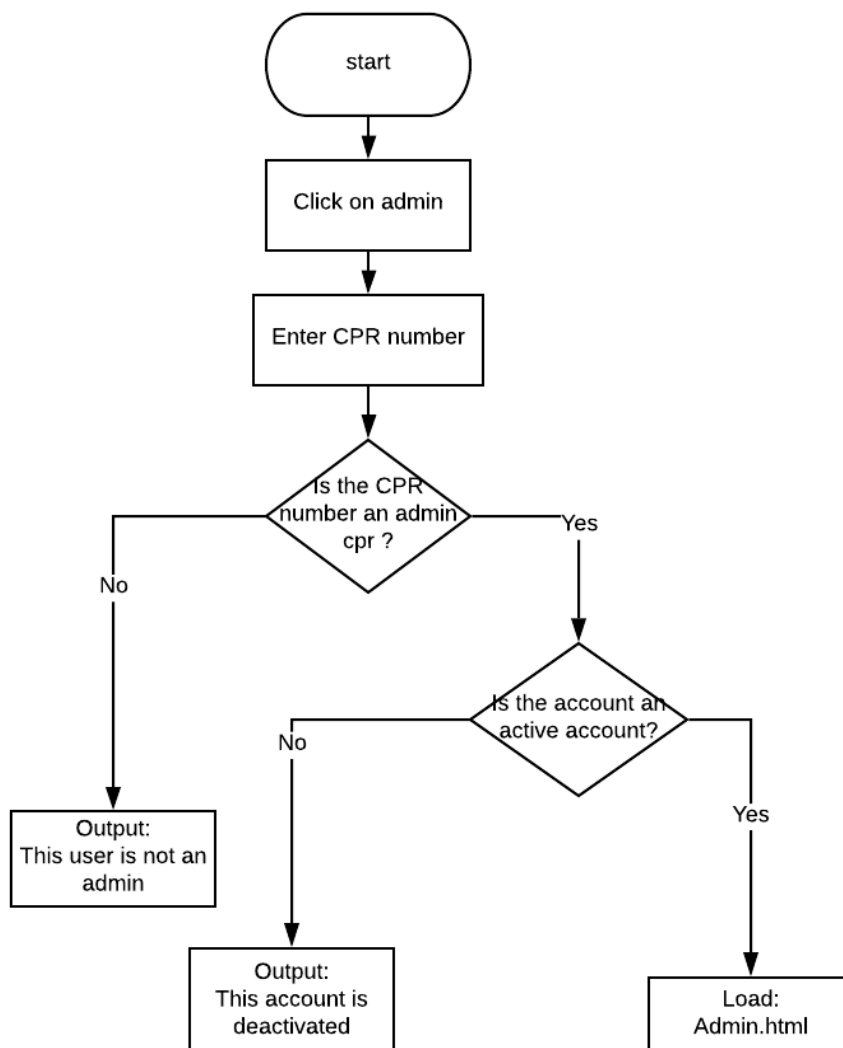 start
Click on admin
Enter CPR number
Is the CPR
number an admin
cpr ?
Yes
No
Is the account an
active account?
No
Yes
Output:
This user is not an
admin
Output:
This account is
deactivated
Load:
Admin.html